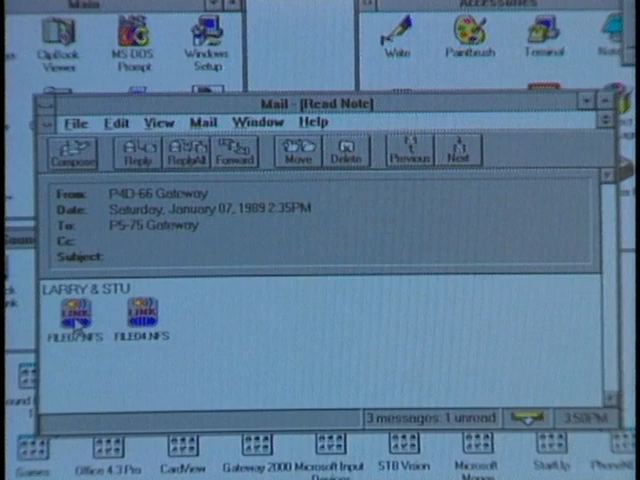 Main
Accessories
ClipBook Viewer
MS-DOS Prompt
Windows Setup
Write
Paintbrush
Terminal
Mail - [Read Note]
File Edit View Mail Window Help
Compose Reply ReplyAll Forward Move Delete Previous Next
From: P4D-66 Gateway
Date: Saturday, January 07, 1989 2:35PM
To: P5-75 Gateway
Cc:
Subject:
LARRY & STU
LINK LINK
FILE07.NFS FILE04.NFS
3 messages: 1 unread 3:50PM
Games
Office 4.3 Pro
CardView
Gateway 2000
Microsoft Input Devices
STB Vision
Microsoft
StartUp